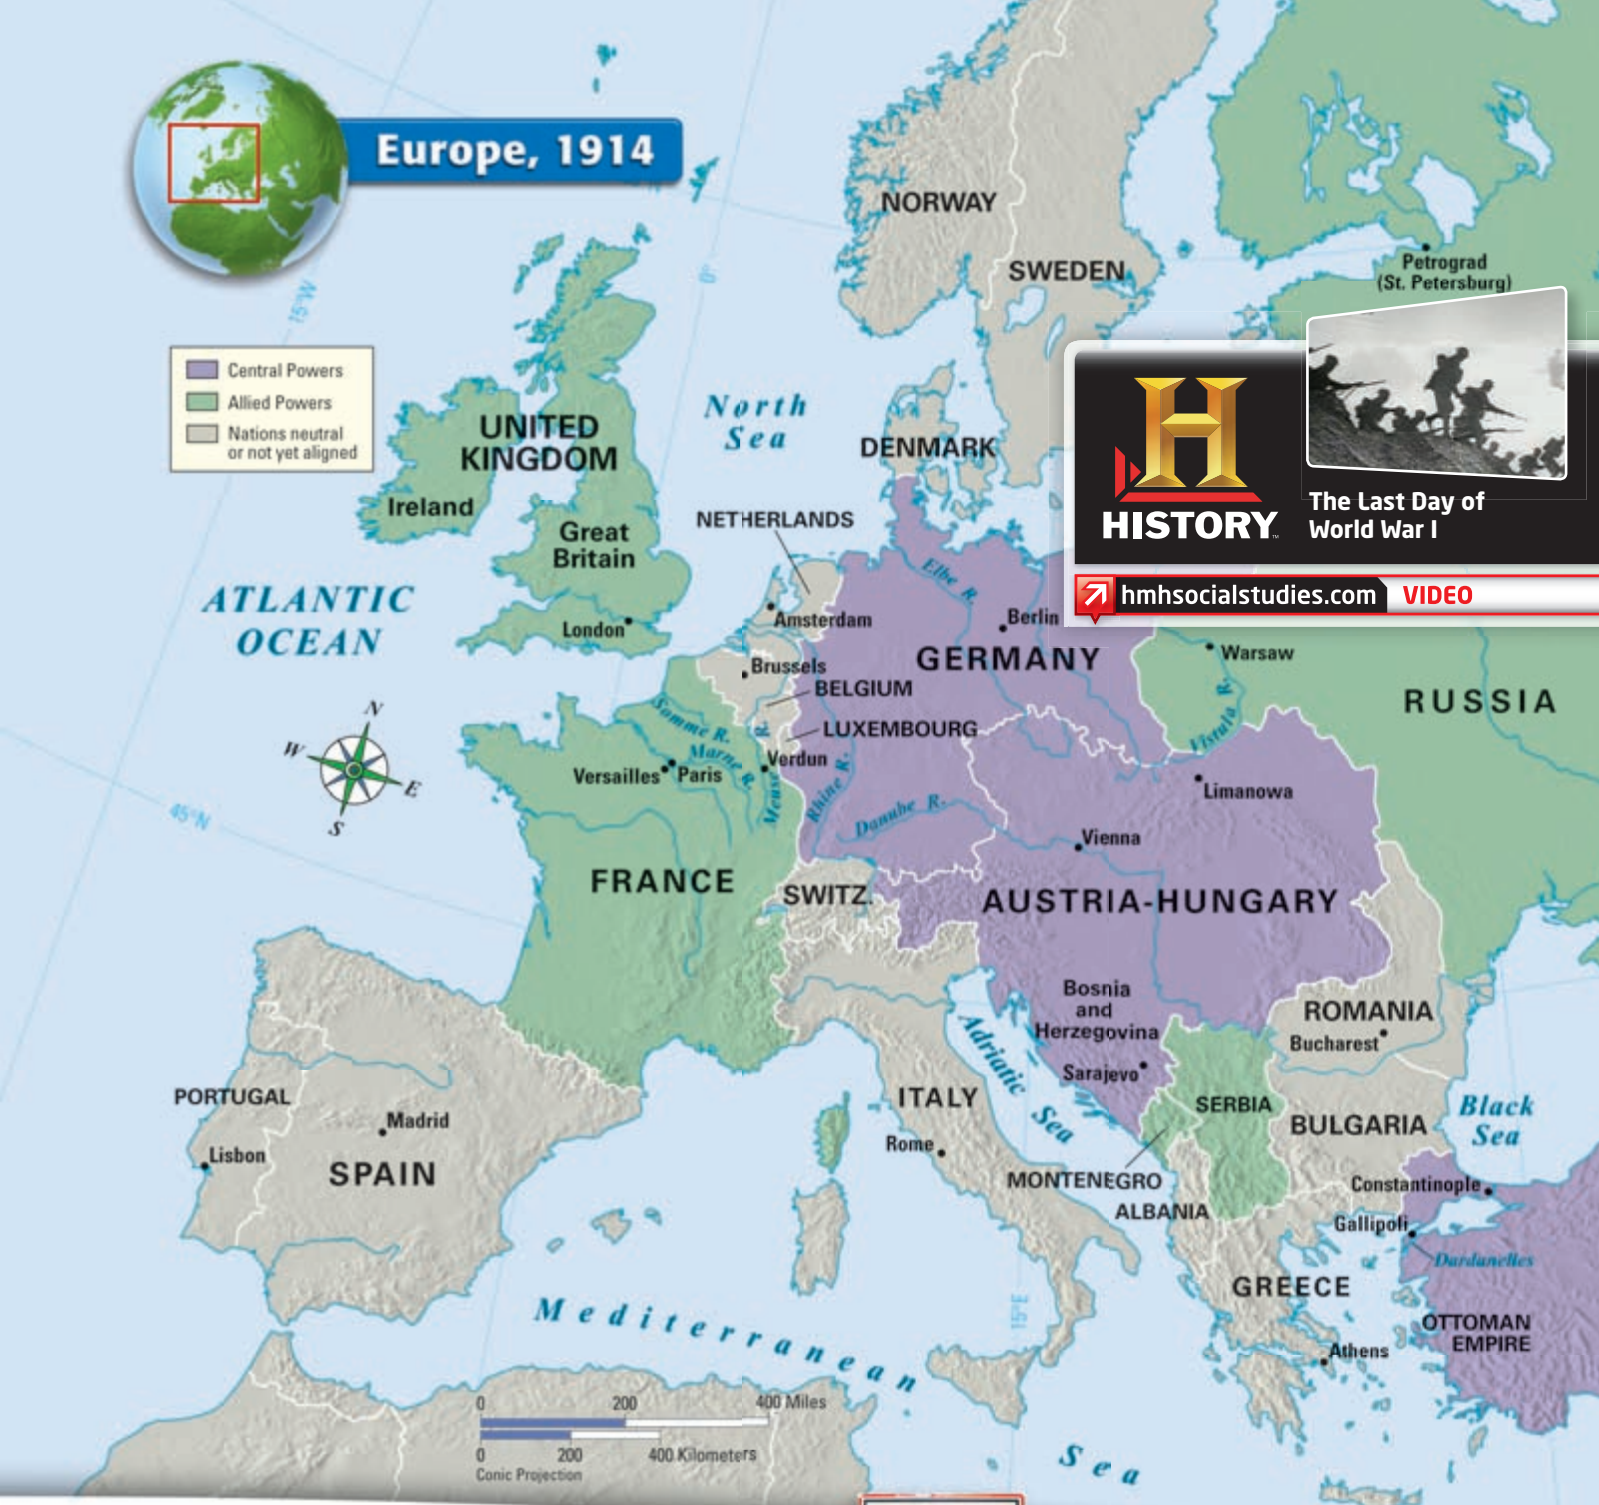 Europe, 1914
15°W
0°
NORWAY
SWEDEN
Petrograd
(St. Petersburg)
Central Powers
Allied Powers
Nations neutral
or not yet aligned
UNITED
KINGDOM
Ireland
Great
Britain
London
North
Sea
DENMARK
HISTORY™
The Last Day of
World War I
hmhsocialstudies.com VIDEO
NETHERLANDS
Amsterdam
Elbe R.
Berlin
GERMANY
ATLANTIC
OCEAN
Brussels
BELGIUM
LUXEMBOURG
Warsaw
Vistula R.
RUSSIA
N
W
E
S
45°N
Somme R.
Marne R.
Versailles
Paris
Verdun
Meuse
R.
Rhine R.
Danube R.
Limanowa
Vienna
FRANCE
SWITZ.
AUSTRIA-HUNGARY
Bosnia
and
Herzegovina
Sarajevo
ROMANIA
Bucharest
Adriatic Sea
PORTUGAL
Lisbon
Madrid
SPAIN
ITALY
Rome
SERBIA
BULGARIA
Black
Sea
MONTENEGRO
ALBANIA
Constantinople
Gallipoli
Dardanelles
GREECE
OTTOMAN
EMPIRE
Athens
15°E
Mediterranean
Sea
0 200 400 Miles
0 200 400 Kilometers
Conic Projection